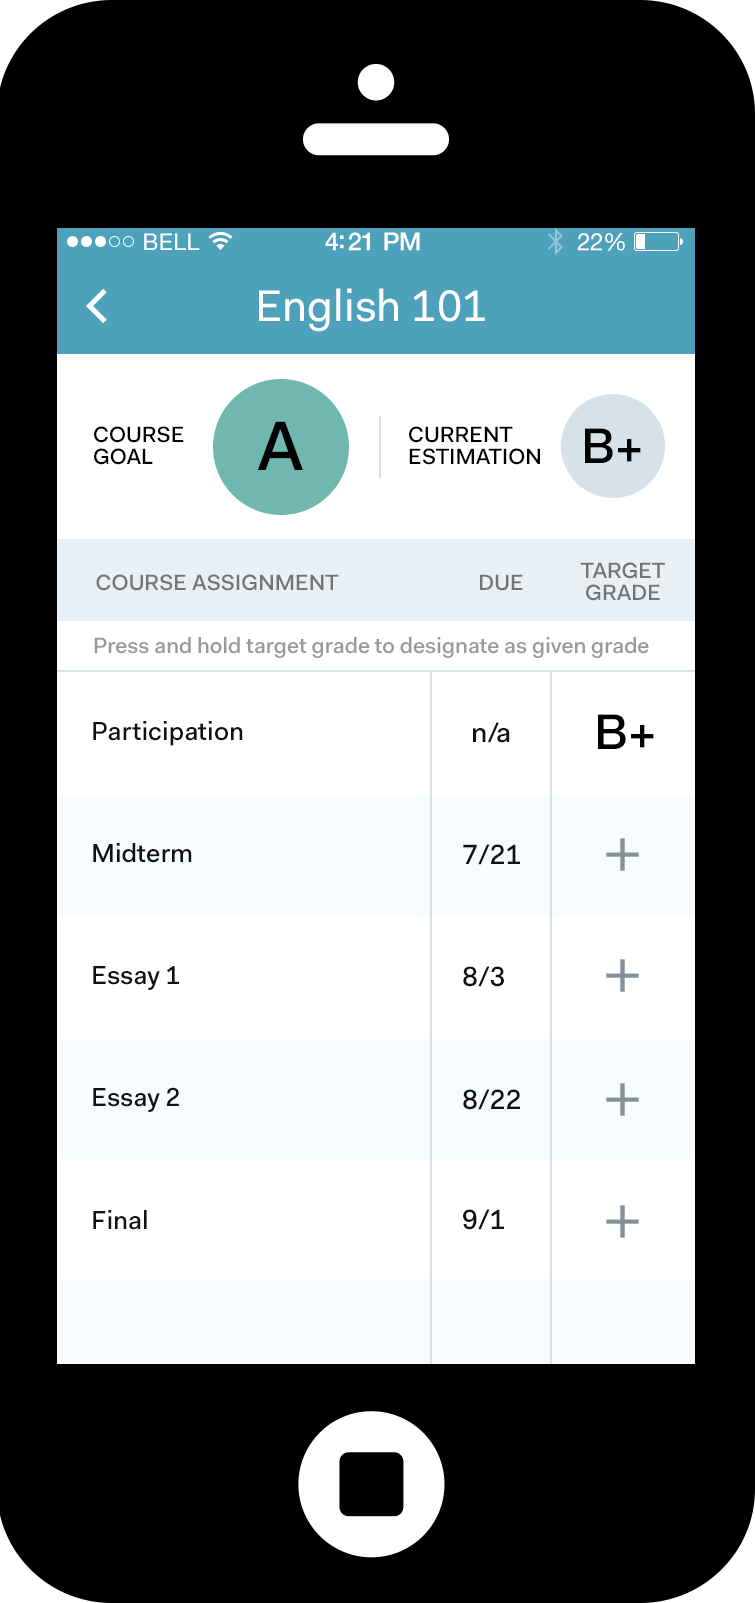 BELL 4:21 PM 22%
English 101
COURSE
GOAL
A
CURRENT
ESTIMATION
B+
COURSE ASSIGNMENT DUE TARGET
GRADE
Press and hold target grade to designate as given grade
Participation n/a B+
Midterm 7/21 +
Essay 1 8/3 +
Essay 2 8/22 +
Final 9/1 +